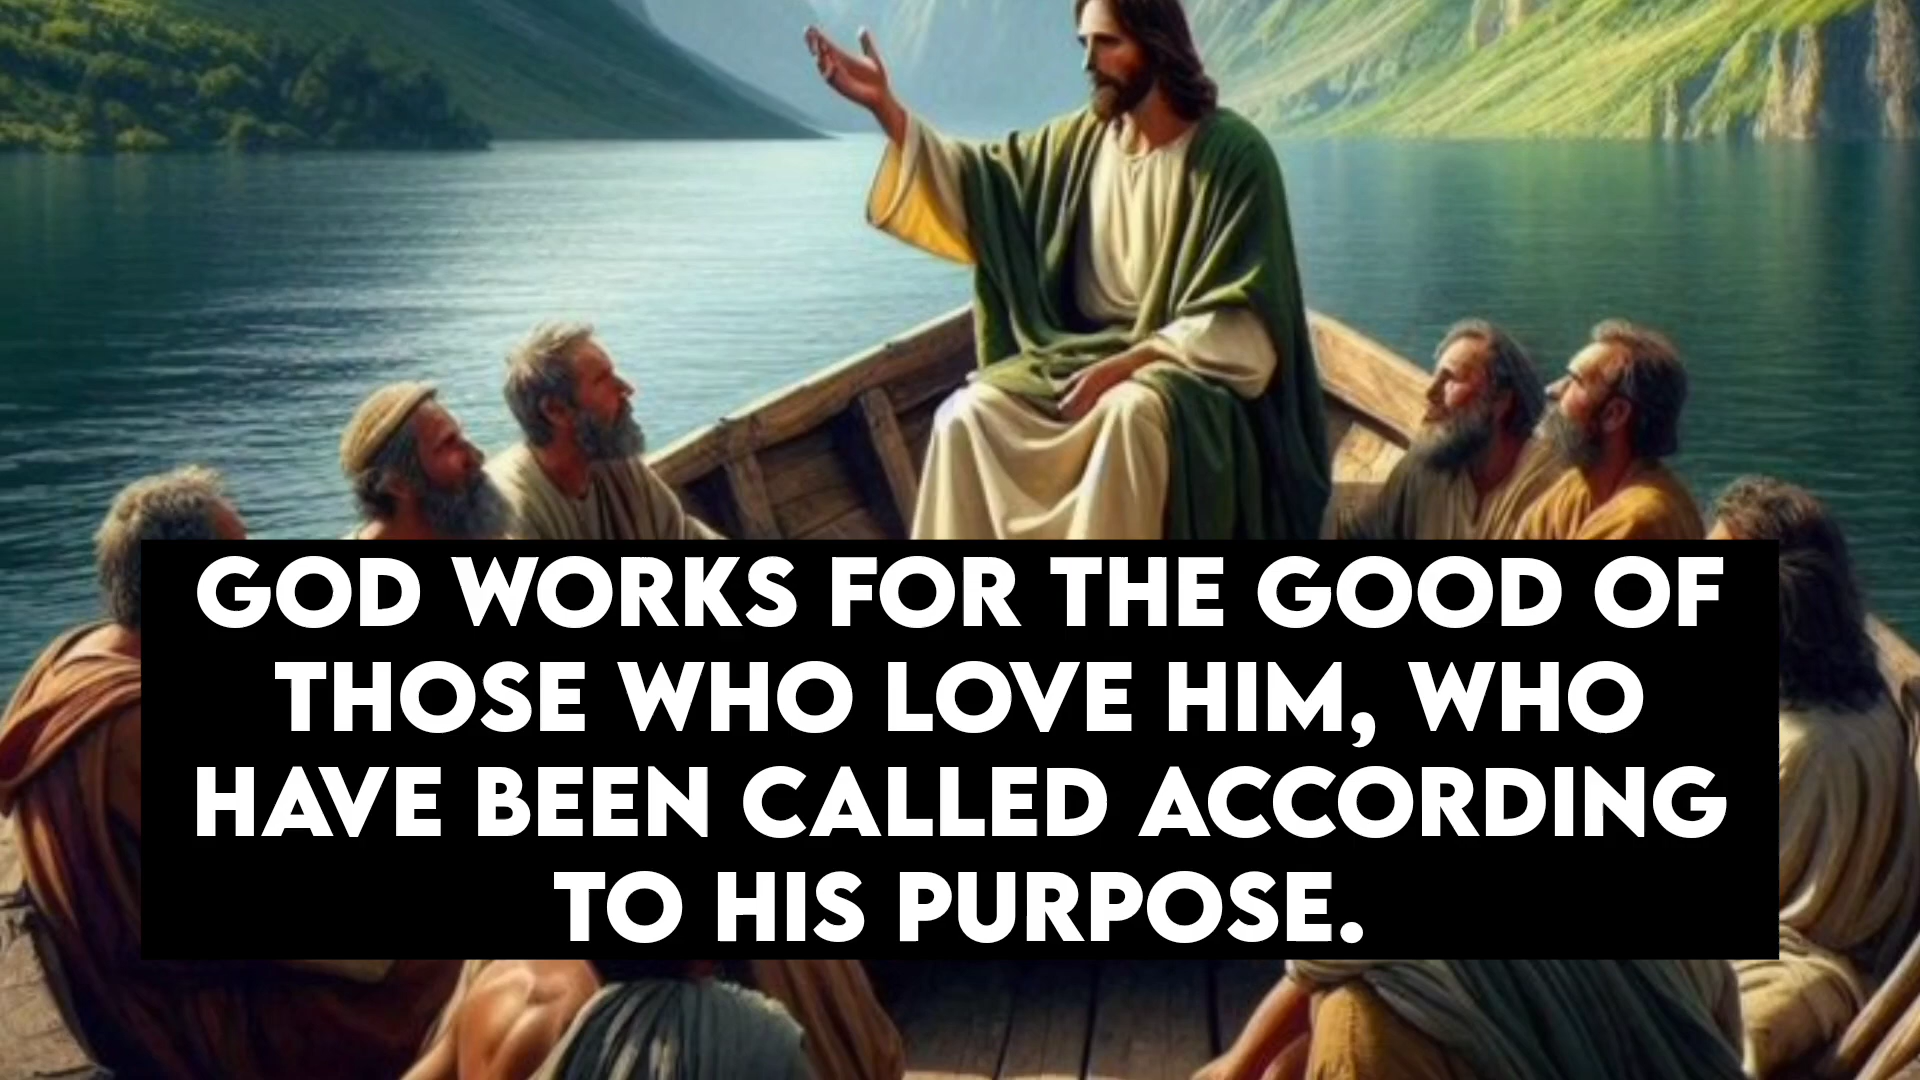 GOD WORKS FOR THE GOOD OF
THOSE WHO LOVE HIM, WHO
HAVE BEEN CALLED ACCORDING
TO HIS PURPOSE.